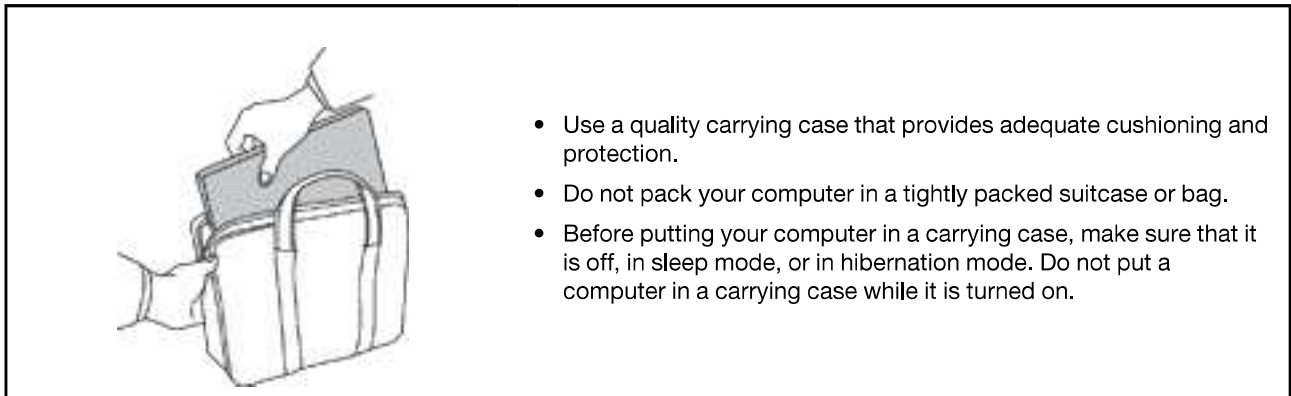 • Use a quality carrying case that provides adequate cushioning and
protection.
• Do not pack your computer in a tightly packed suitcase or bag.
• Before putting your computer in a carrying case, make sure that it
is off, in sleep mode, or in hibernation mode. Do not put a
computer in a carrying case while it is turned on.